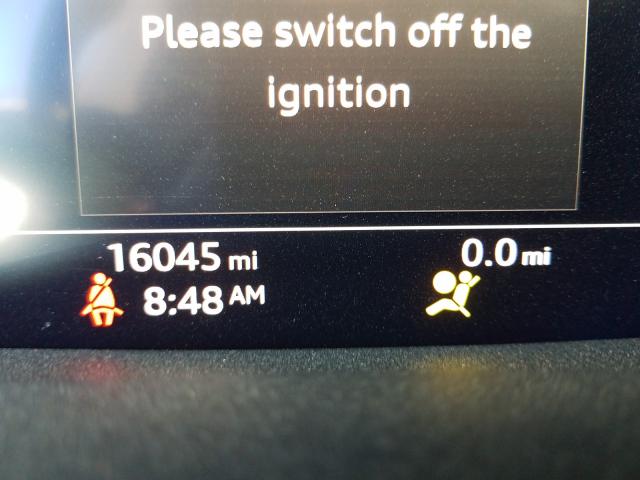 Please switch off the
ignition
16045 mi
0.0 mi
8:48 AM